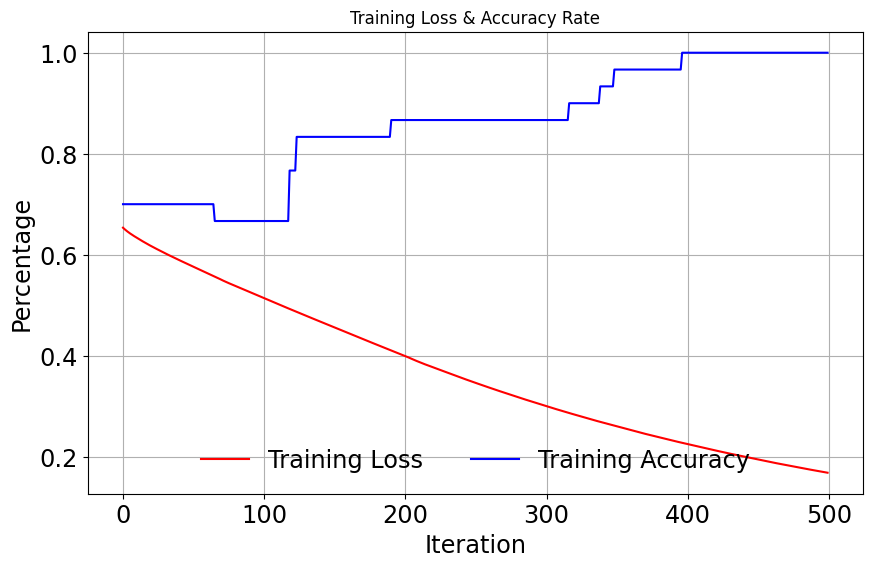 Training Loss & Accuracy Rate
1.0
0.8
0.6
0.4
0.2
Percentage
Training Loss Training Accuracy
0 100 200 300 400 500
Iteration